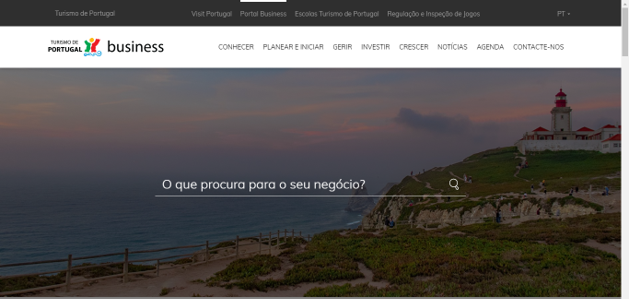 Turismo de Portugal
Visit Portugal Portal Business Escolas Turismo de Portugal Regulação e Inspeção de Jogos
PT
TURISMO DE
PORTUGAL business
CONHECER PLANEAR E INICIAR GERIR INVESTIR CRESCER NOTÍCIAS AGENDA CONTACTE-NOS
O que procura para o seu negócio?